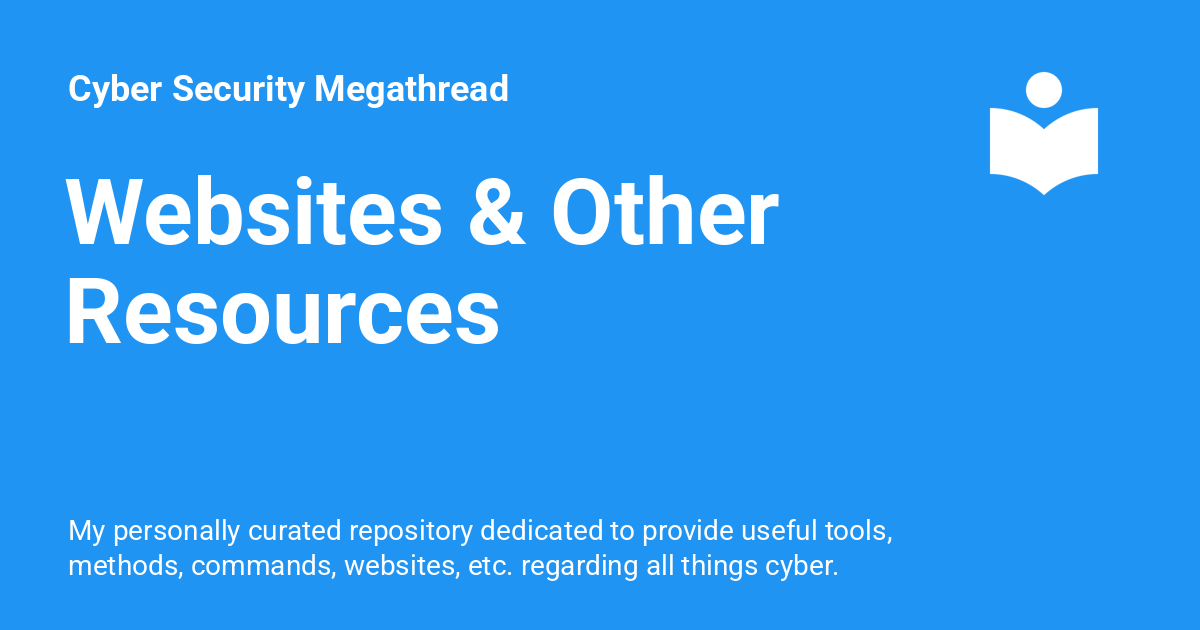 Cyber Security Megathread
Websites & Other
Resources
My personally curated repository dedicated to provide useful tools,
methods, commands, websites, etc. regarding all things cyber.